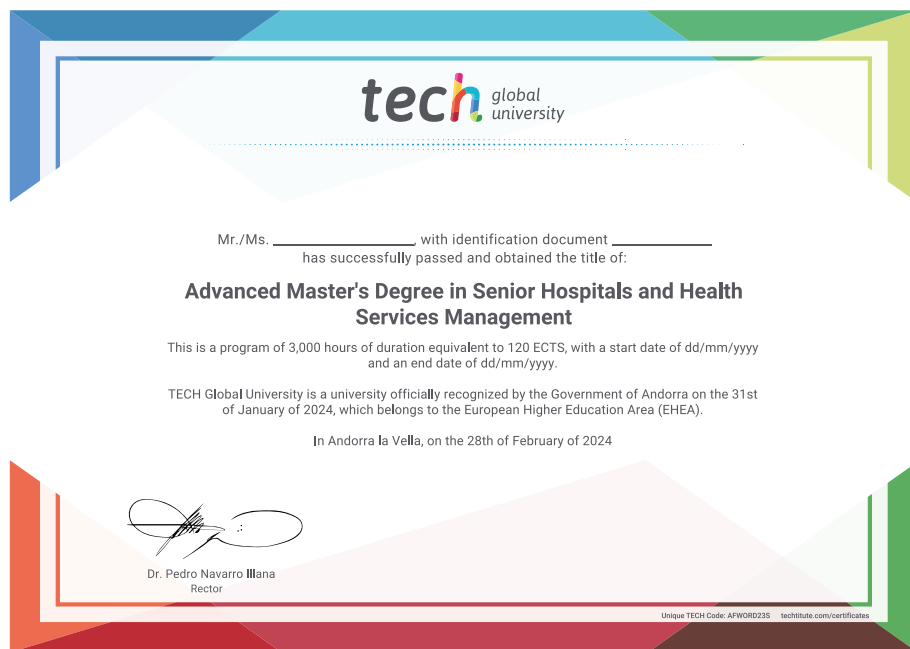 tech global
university
Mr./Ms. ____________, with identification document ____________
has successfully passed and obtained the title of:
Advanced Master's Degree in Senior Hospitals and Health
Services Management
This is a program of 3,000 hours of duration equivalent to 120 ECTS, with a start date of dd/mm/yyyy
and an end date of dd/mm/yyyy.
TECH Global University is a university officially recognized by the Government of Andorra on the 31st
of January of 2024, which belongs to the European Higher Education Area (EHEA).
In Andorra la Vella, on the 28th of February of 2024
Dr. Pedro Navarro Illana
Rector
Unique TECH Code: AFWORD23S techtitute.com/certificates